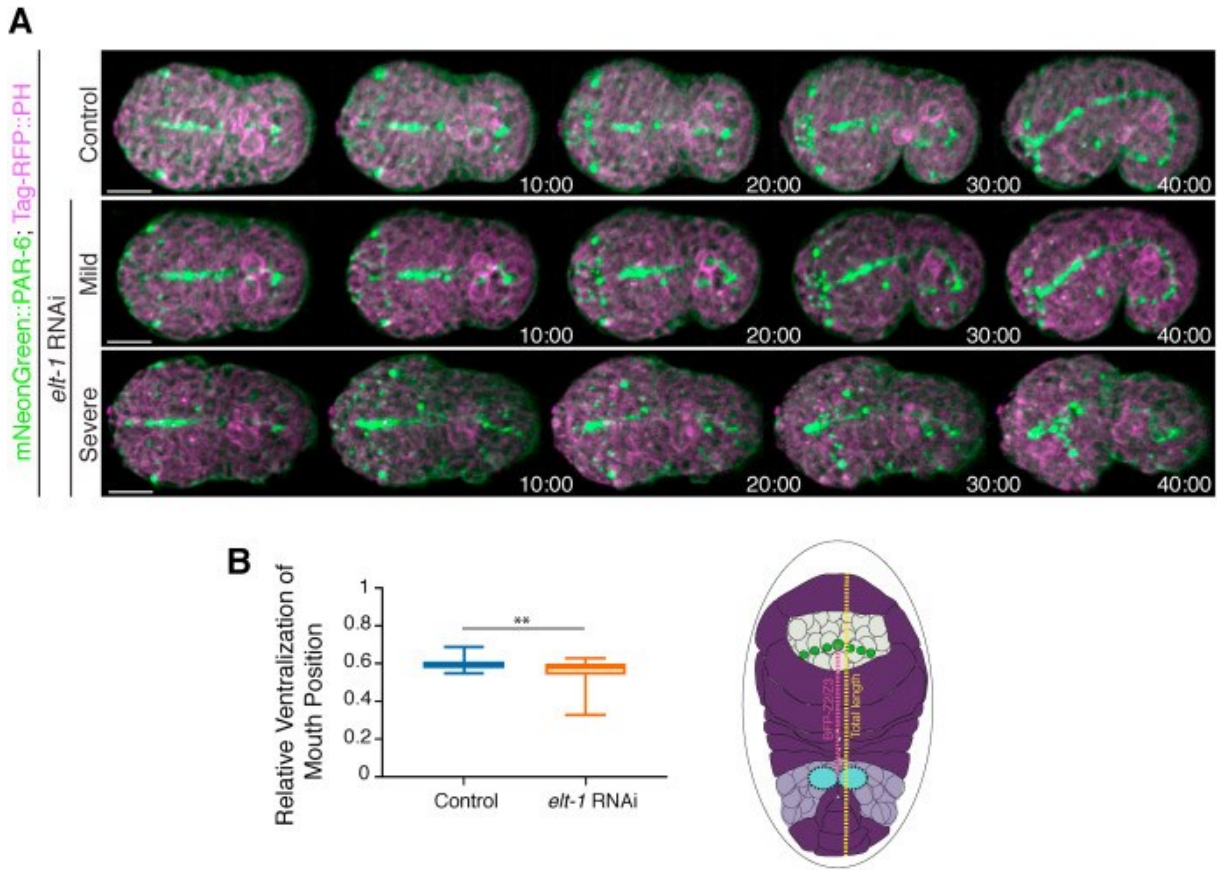 A
mNeonGreen::PAR-6; Tag-RFP::PH
elt-1 RNAi
Control
10:00
20:00
30:00
40:00
Mild
10:00
20:00
30:00
40:00
Severe
10:00
20:00
30:00
40:00
B
Relative Ventralization of
Mouth Position
1
0.8
0.6
0.4
0.2
0
**
Control
elt-1 RNAi
BFP-Z2/Z3
Total length